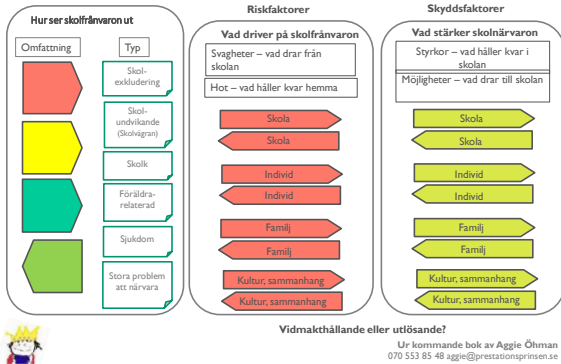 Hur ser skolfrånvaron ut
Omfattning
Typ
Skol-
exkludering
Skol-
undvikande
(Skolvägran)
Skolk
Föräldra-
relaterad
Sjukdom
Stora problem
att närvara
Riskfaktorer
Vad driver på skolfrånvaron
Svagheter – vad drar från
skolan
Hot – vad håller kvar hemma
Skola
Skola
Individ
Individ
Familj
Familj
Kultur, sammanhang
Kultur, sammanhang
Skyddsfaktorer
Vad stärker skolnärvaron
Styrkor – vad håller kvar i
skolan
Möjligheter – vad drar till skolan
Skola
Skola
Individ
Individ
Familj
Familj
Kultur, sammanhang
Kultur, sammanhang
Vidmakthållande eller utlösande?
Ur kommande bok av Aggie Öhman
070 553 85 48 aggie@prestationsprinsen.se